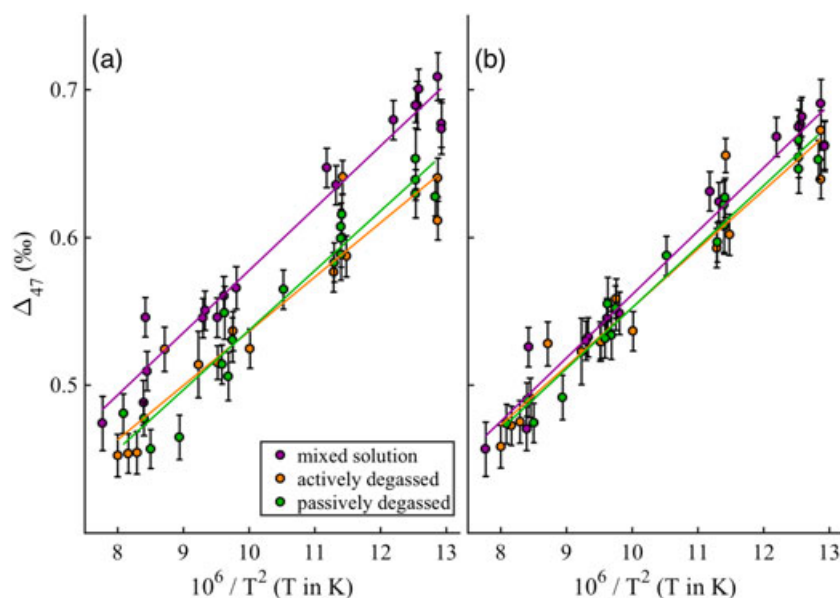 (a)
(b)
0.7
0.6
0.5
Δ47 (‰)
mixed solution
actively degassed
passively degassed
8 9 10 11 12 13
8 9 10 11 12 13
10^6 / T^2 (T in K)
10^6 / T^2 (T in K)